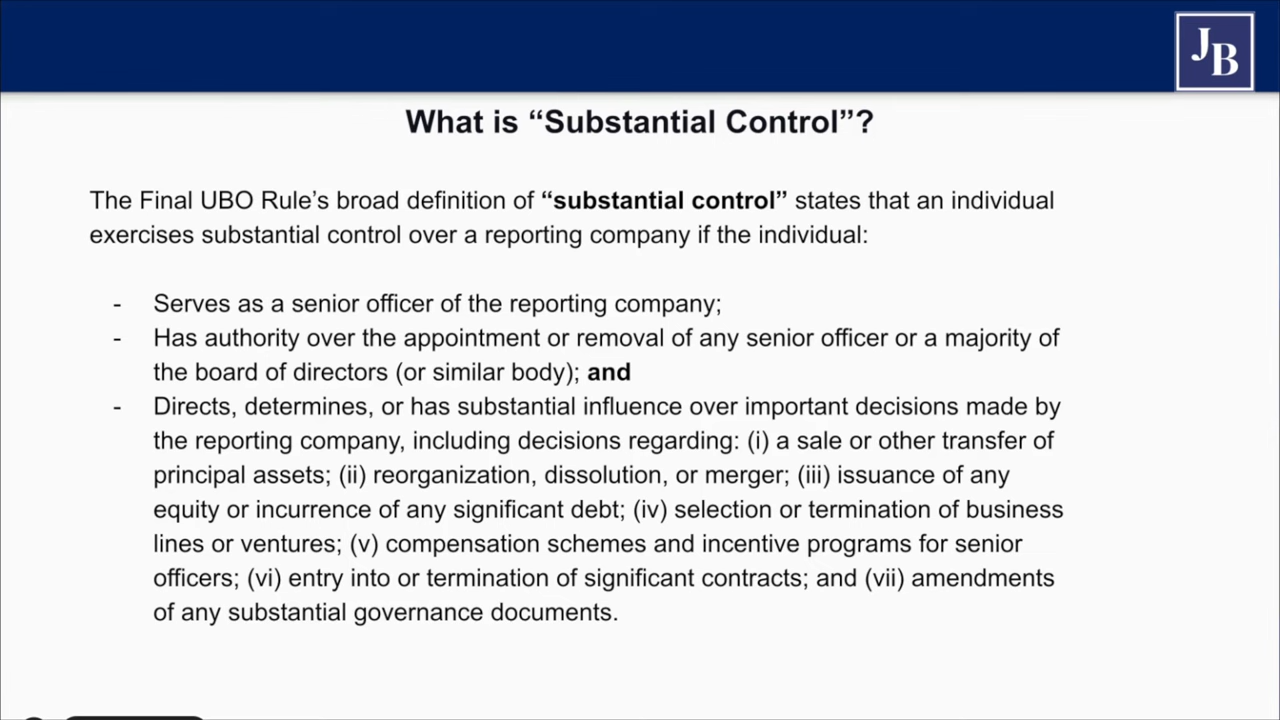 JB
What is “Substantial Control”?
The Final UBO Rule’s broad definition of “substantial control” states that an individual
exercises substantial control over a reporting company if the individual:
- Serves as a senior officer of the reporting company;
- Has authority over the appointment or removal of any senior officer or a majority of
the board of directors (or similar body); and
- Directs, determines, or has substantial influence over important decisions made by
the reporting company, including decisions regarding: (i) a sale or other transfer of
principal assets; (ii) reorganization, dissolution, or merger; (iii) issuance of any
equity or incurrence of any significant debt; (iv) selection or termination of business
lines or ventures; (v) compensation schemes and incentive programs for senior
officers; (vi) entry into or termination of significant contracts; and (vii) amendments
of any substantial governance documents.